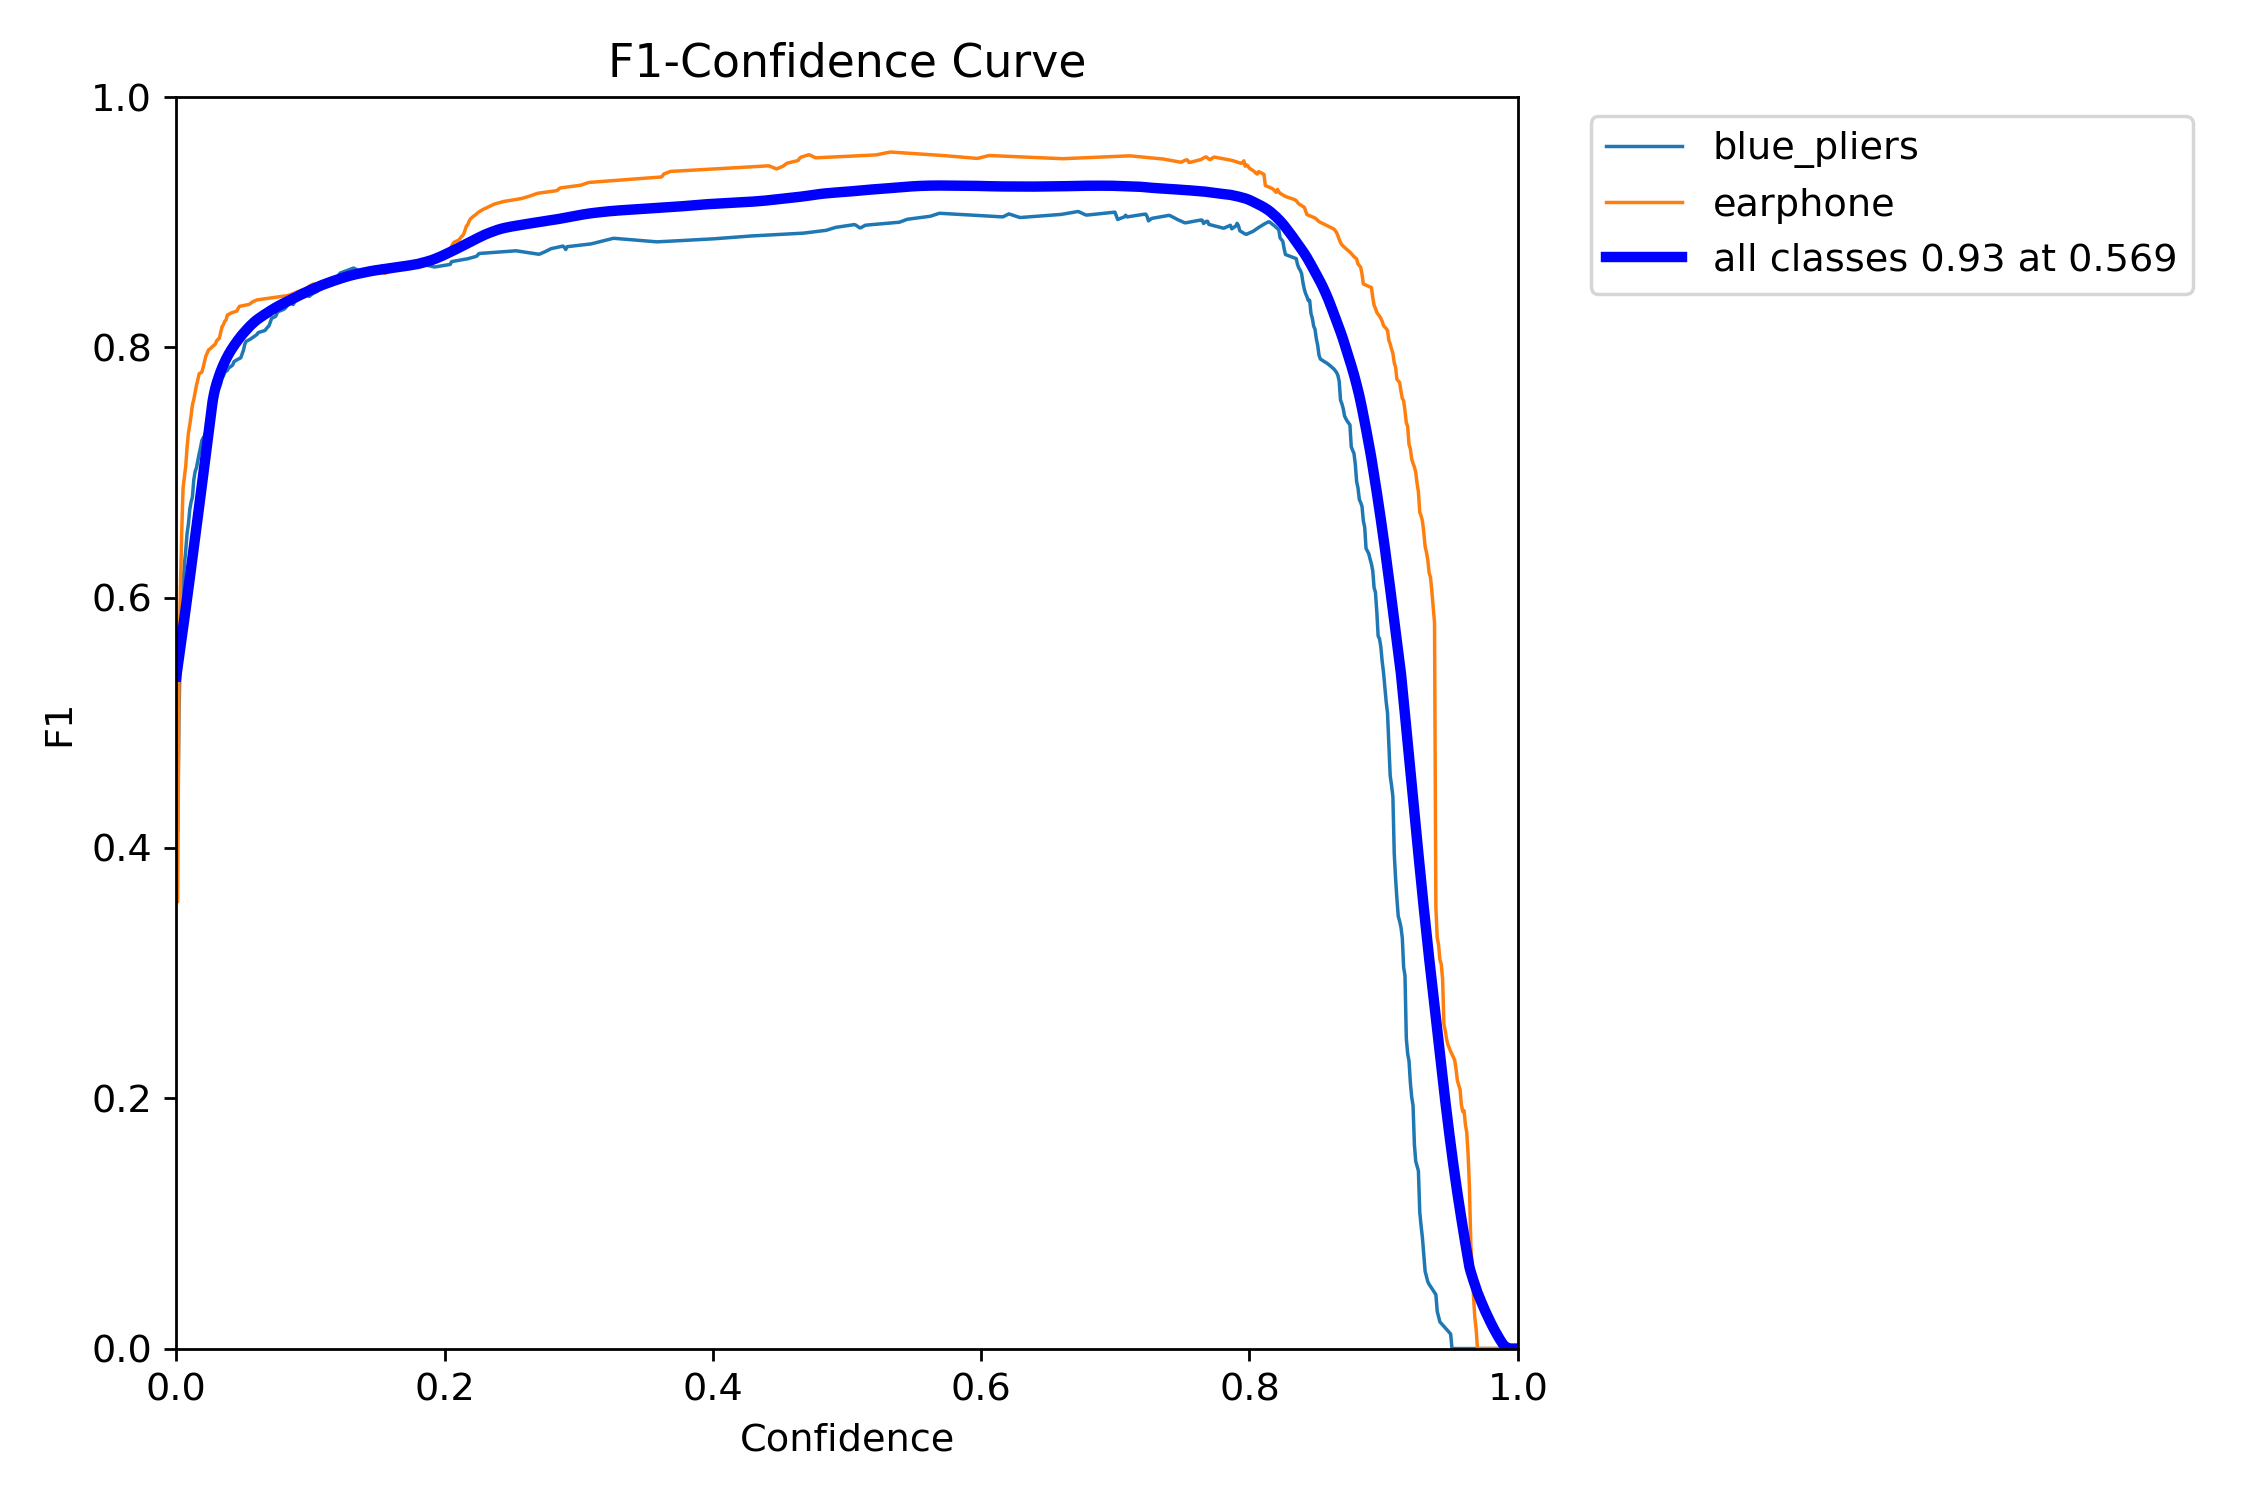 F1-Confidence Curve
1.0
0.8
0.6
0.4
0.2
0.0
F1
0.0 0.2 0.4 0.6 0.8 1.0
Confidence
blue_pliers
earphone
all classes 0.93 at 0.569